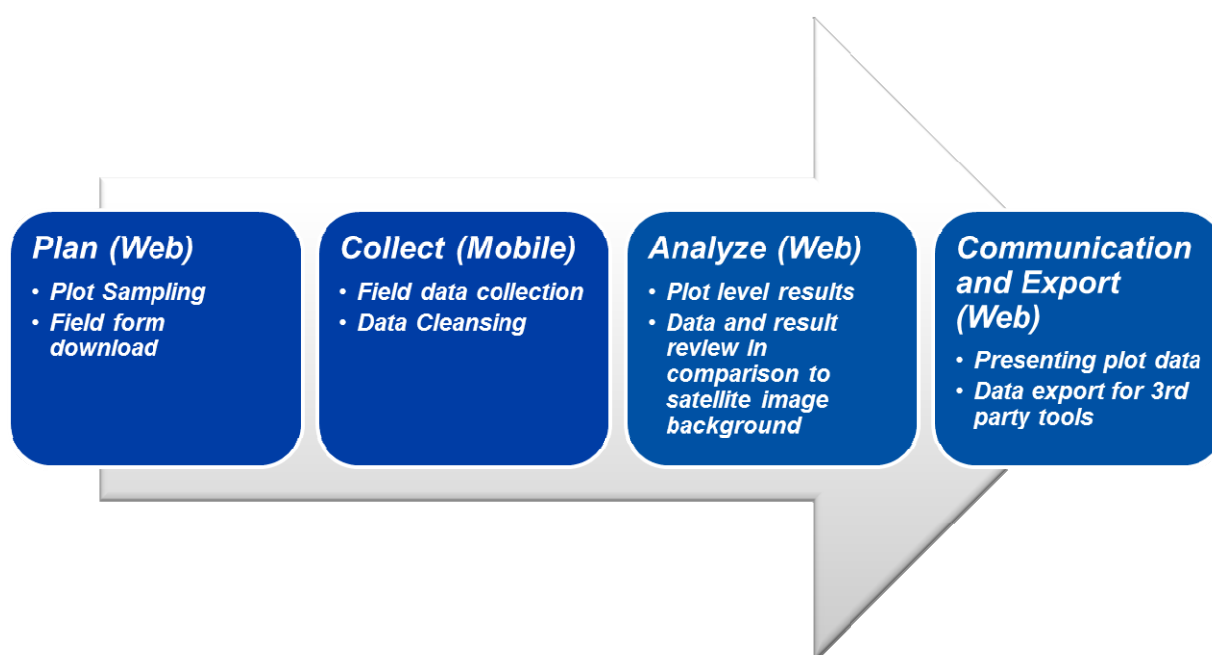 Plan (Web)
• Plot Sampling
• Field form
download
Collect (Mobile)
• Field data collection
• Data Cleansing
Analyze (Web)
• Plot level results
• Data and result
review in
comparison to
satellite image
background
Communication
and Export
(Web)
• Presenting plot data
• Data export for 3rd
party tools